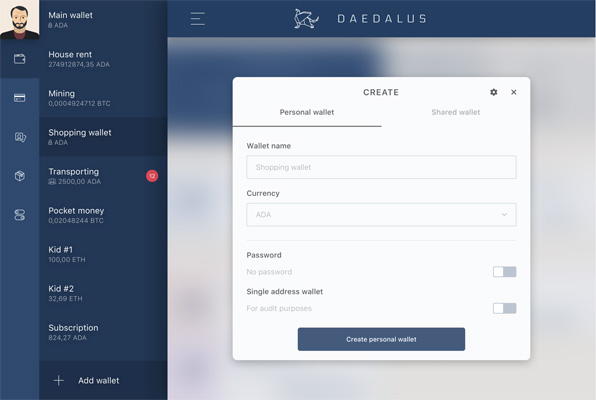 Main wallet
8 ADA
House rent
274912874,35 ADA
Mining
0,0004924712 BTC
Shopping wallet
8 ADA
Transporting
2500,00 ADA
12
Pocket money
0,02048244 BTC
Kid #1
100,00 ETH
Kid #2
32,69 ETH
Subscription
824,27 ADA
Add wallet
DAEDALUS
CREATE
Personal wallet
Shared wallet
Wallet name
Shopping wallet
Currency
ADA
Password
No password
Single address wallet
For audit purposes
Create personal wallet